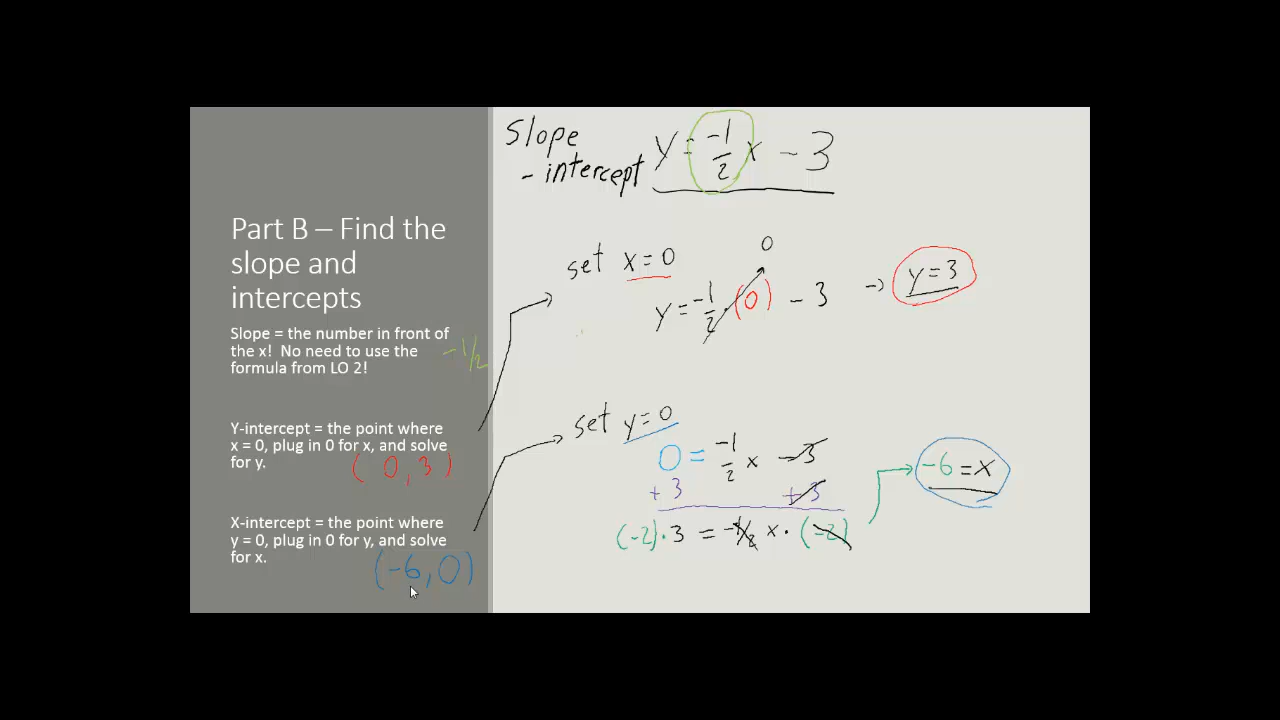 Part B – Find the
slope and
intercepts
Slope = the number in front of
the x! No need to use the
formula from LO 2!
-1/2
Y-intercept = the point where
x = 0, plug in 0 for x, and solve
for y.
( 0, 3 )
X-intercept = the point where
y = 0, plug in 0 for y, and solve
for x.
(-6, 0)
Slope
- intercept
y = -1/2 x - 3
set x = 0
0
y = -1/2 · (0) - 3 → y = 3
set y = 0
0 = -1/2 x - 3
+ 3 + 3
(-2) · 3 = -1/2 x · (-2)
-6 = x